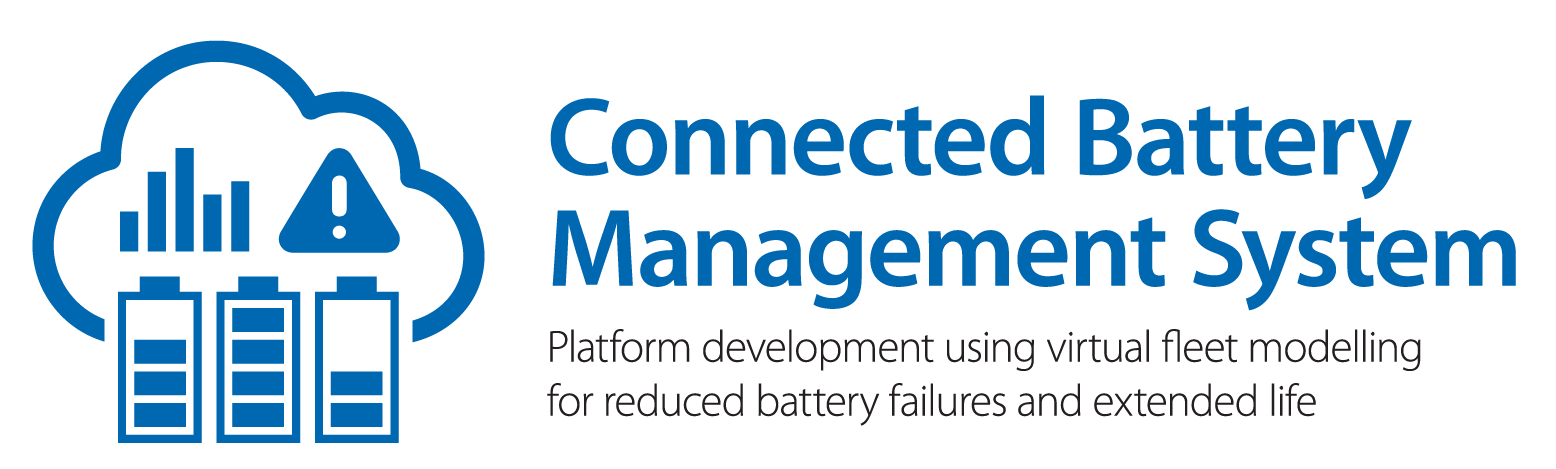 Connected Battery
Management System
Platform development using virtual fleet modelling
for reduced battery failures and extended life